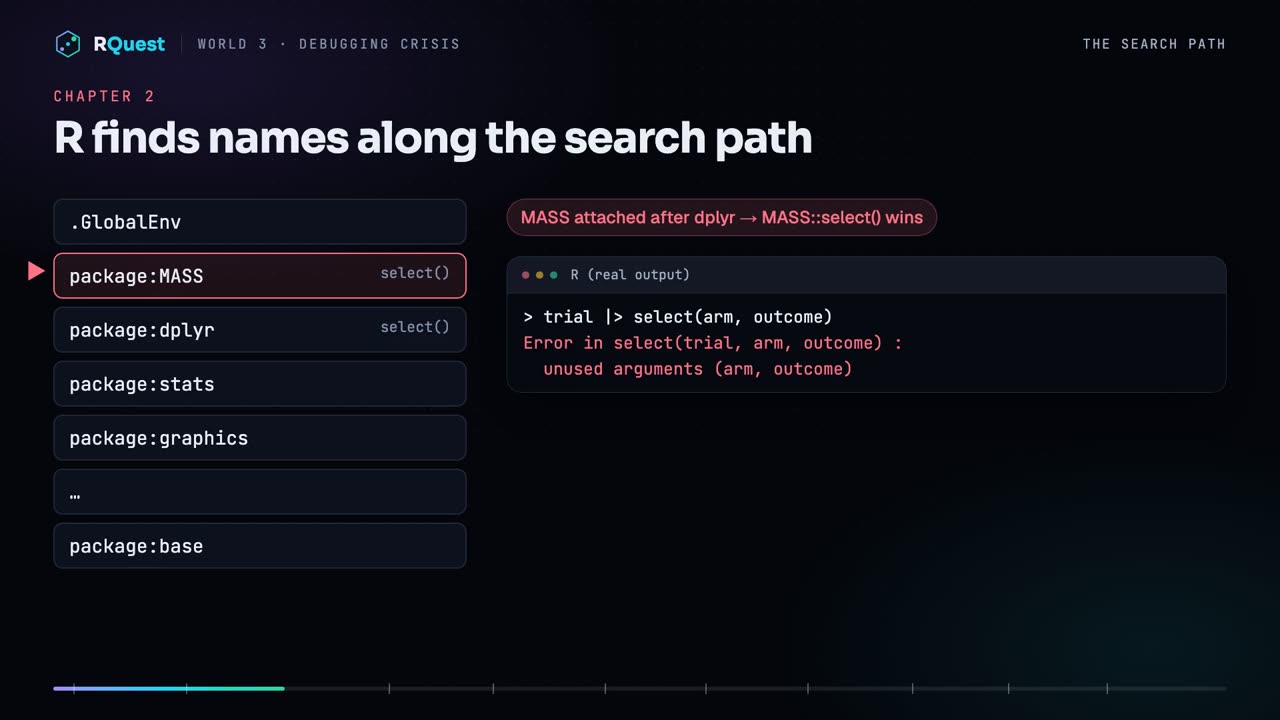 RQuest
WORLD 3 · DEBUGGING CRISIS
THE SEARCH PATH
CHAPTER 2
R finds names along the search path
.GlobalEnv
package:MASS select()
package:dplyr select()
package:stats
package:graphics
…
package:base
MASS attached after dplyr → MASS::select() wins
R (real output)
> trial |> select(arm, outcome)
Error in select(trial, arm, outcome) :
  unused arguments (arm, outcome)